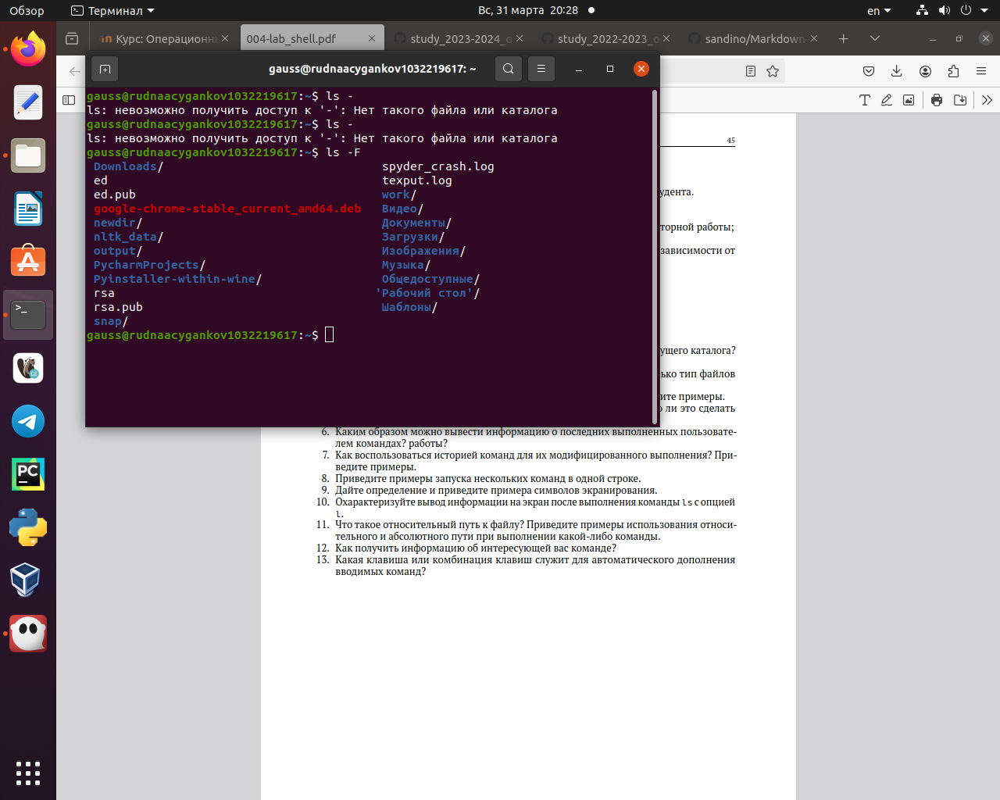 Обзор
Терминал
Вс, 31 марта 20:28
en
Курс: Операционн
004-lab_shell.pdf
study_2023-2024_о
study_2022-2023_о
sandino/Markdown-
gauss@rudnaacygankov1032219617: ~
gauss@rudnaacygankov1032219617:~$ ls -
ls: невозможно получить доступ к '-': Нет такого файла или каталога
gauss@rudnaacygankov1032219617:~$ ls -
ls: невозможно получить доступ к '-': Нет такого файла или каталога
gauss@rudnaacygankov1032219617:~$ ls -F
Downloads/ spyder_crash.log
ed texput.log
ed.pub work/
google-chrome-stable_current_amd64.deb Видео/
newdir/ Документы/
nltk_data/ Загрузки/
output/ Изображения/
PycharmProjects/ Музыка/
Pyinstaller-within-wine/ Общедоступные/
rsa 'Рабочий стол'/
rsa.pub Шаблоны/
snap/
gauss@rudnaacygankov1032219617:~$
45
удента.
торной работы;
зависимости от
ущего каталога?
ько тип файлов
ите примеры.
о ли это сделать
6. Каким образом можно вывести информацию о последних выполненных пользовате-
лем командах? работы?
7. Как воспользоваться историей команд для их модифицированного выполнения? При-
ведите примеры.
8. Приведите примеры запуска нескольких команд в одной строке.
9. Дайте определение и приведите примера символов экранирования.
10. Охарактеризуйте вывод информации на экран после выполнения команды ls с опцией
l.
11. Что такое относительный путь к файлу? Приведите примеры использования относи-
тельного и абсолютного пути при выполнении какой-либо команды.
12. Как получить информацию об интересующей вас команде?
13. Какая клавиша или комбинация клавиш служит для автоматического дополнения
вводимых команд?